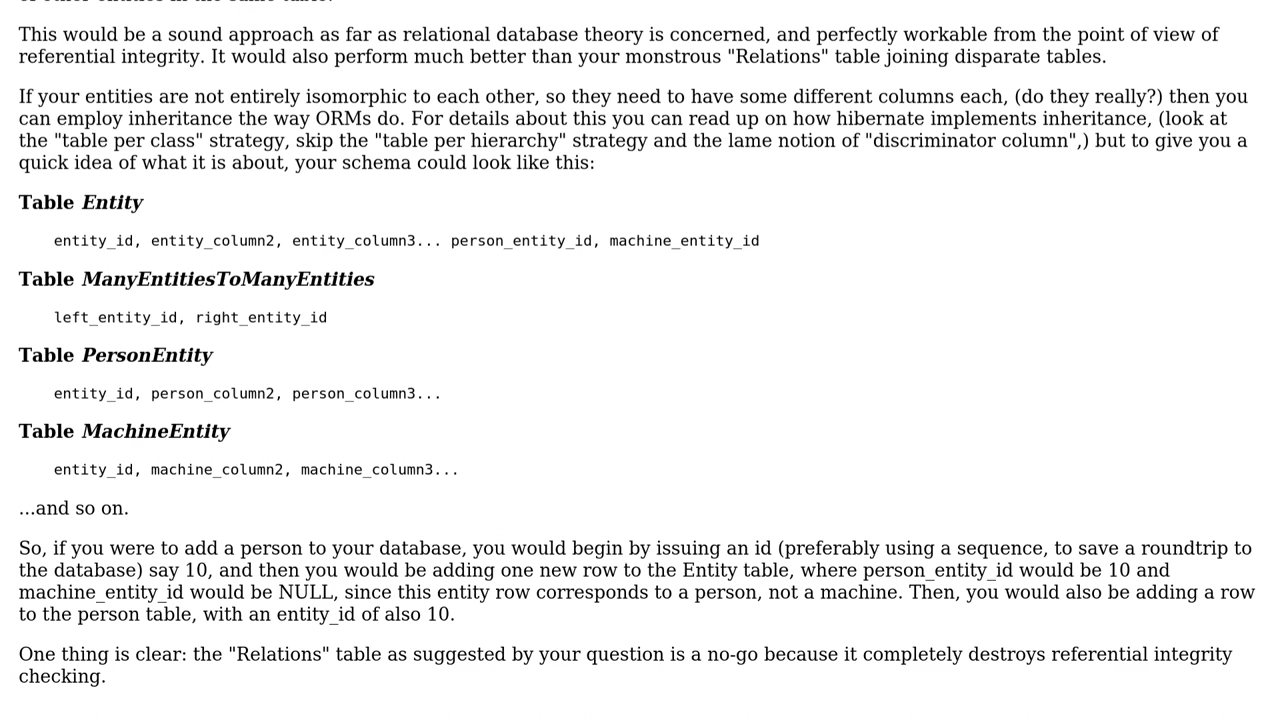 This would be a sound approach as far as relational database theory is concerned, and perfectly workable from the point of view of
referential integrity. It would also perform much better than your monstrous "Relations" table joining disparate tables.
If your entities are not entirely isomorphic to each other, so they need to have some different columns each, (do they really?) then you
can employ inheritance the way ORMs do. For details about this you can read up on how hibernate implements inheritance, (look at
the "table per class" strategy, skip the "table per hierarchy" strategy and the lame notion of "discriminator column",) but to give you a
quick idea of what it is about, your schema could look like this:
Table Entity
entity_id, entity_column2, entity_column3... person_entity_id, machine_entity_id
Table ManyEntitiesToManyEntities
left_entity_id, right_entity_id
Table PersonEntity
entity_id, person_column2, person_column3...
Table MachineEntity
entity_id, machine_column2, machine_column3...
...and so on.
So, if you were to add a person to your database, you would begin by issuing an id (preferably using a sequence, to save a roundtrip to
the database) say 10, and then you would be adding one new row to the Entity table, where person_entity_id would be 10 and
machine_entity_id would be NULL, since this entity row corresponds to a person, not a machine. Then, you would also be adding a row
to the person table, with an entity_id of also 10.
One thing is clear: the "Relations" table as suggested by your question is a no-go because it completely destroys referential integrity
checking.